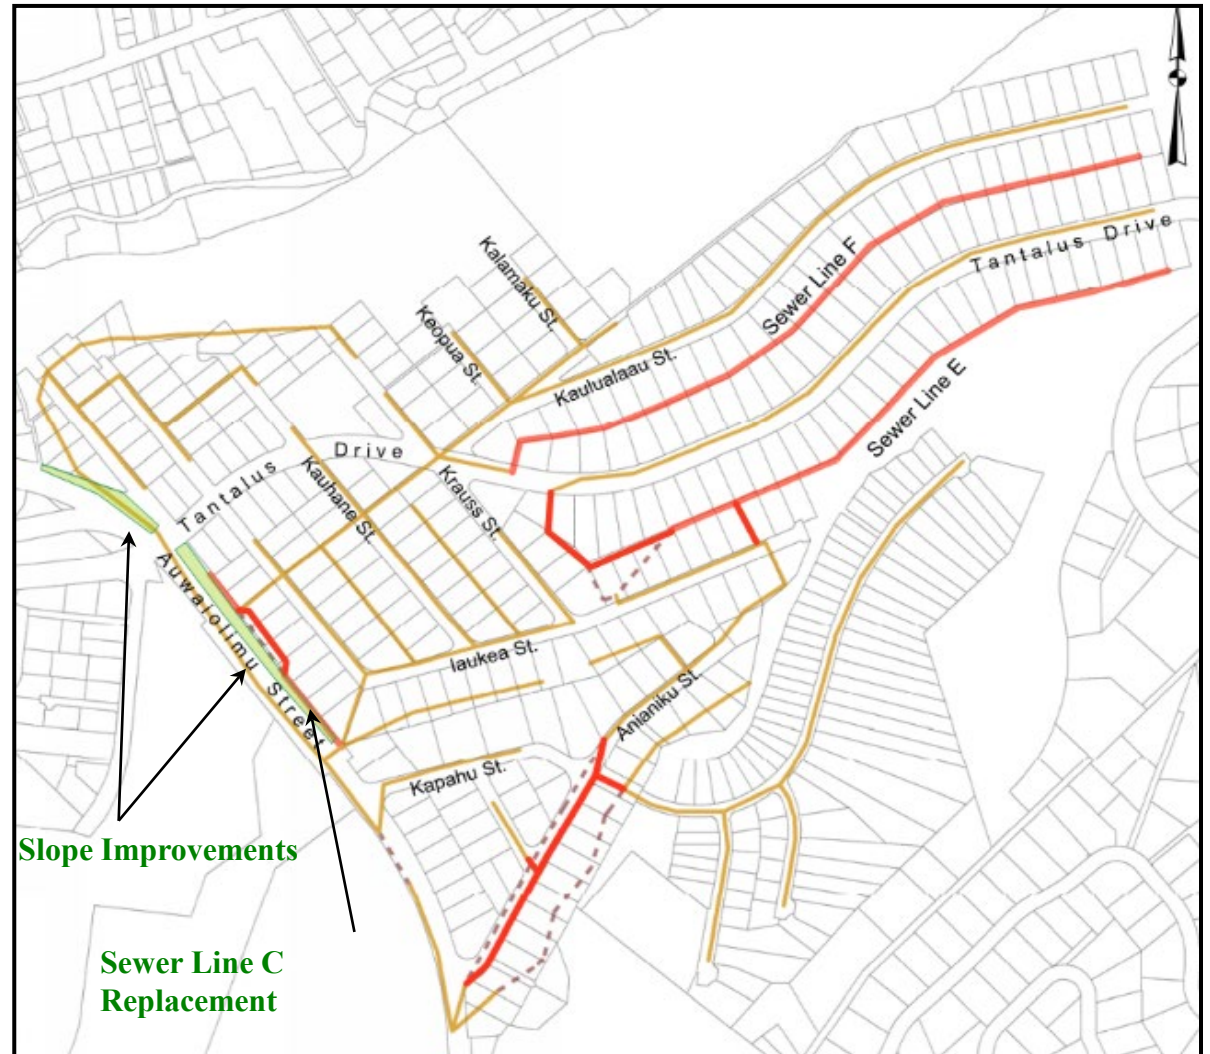 Kalamaku St.
Keopua St.
Kaulualaau St.
Sewer Line F
Tantalus Drive
Sewer Line E
Tantalus Drive
Kauhane St.
Krauss St.
Auwaiolimu Street
Iaukea St.
Anianiku St.
Kapahu St.
Slope Improvements
Sewer Line C
Replacement